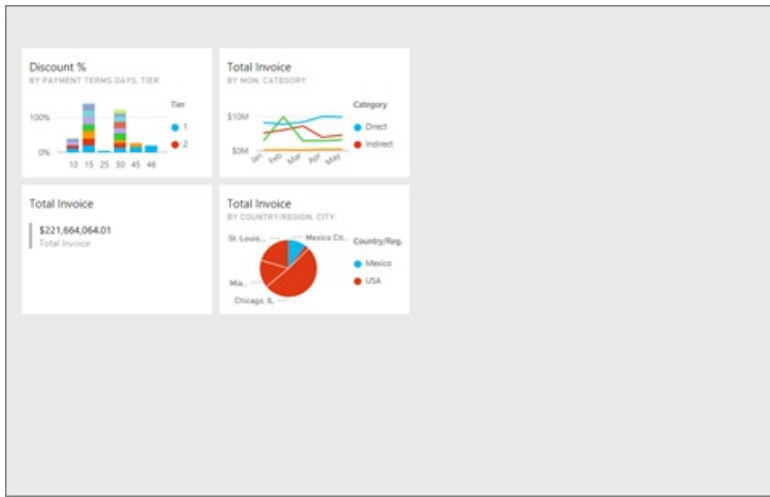 Discount %
BY PAYMENT TERMS DAYS, TIER
Tier
100%
1
2
0%
10 15 25 30 45 46
Total Invoice
BY MON, CATEGORY
Category
$10M
Direct
Indirect
$0M
Jan Feb Mar Apr May
Total Invoice
$221,664,064.01
Total Invoice
Total Invoice
BY COUNTRY/REGION, CITY
St. Louis,... Mexico Cit...
Country/Reg.
Mexico
USA
Mia...
Chicago, IL